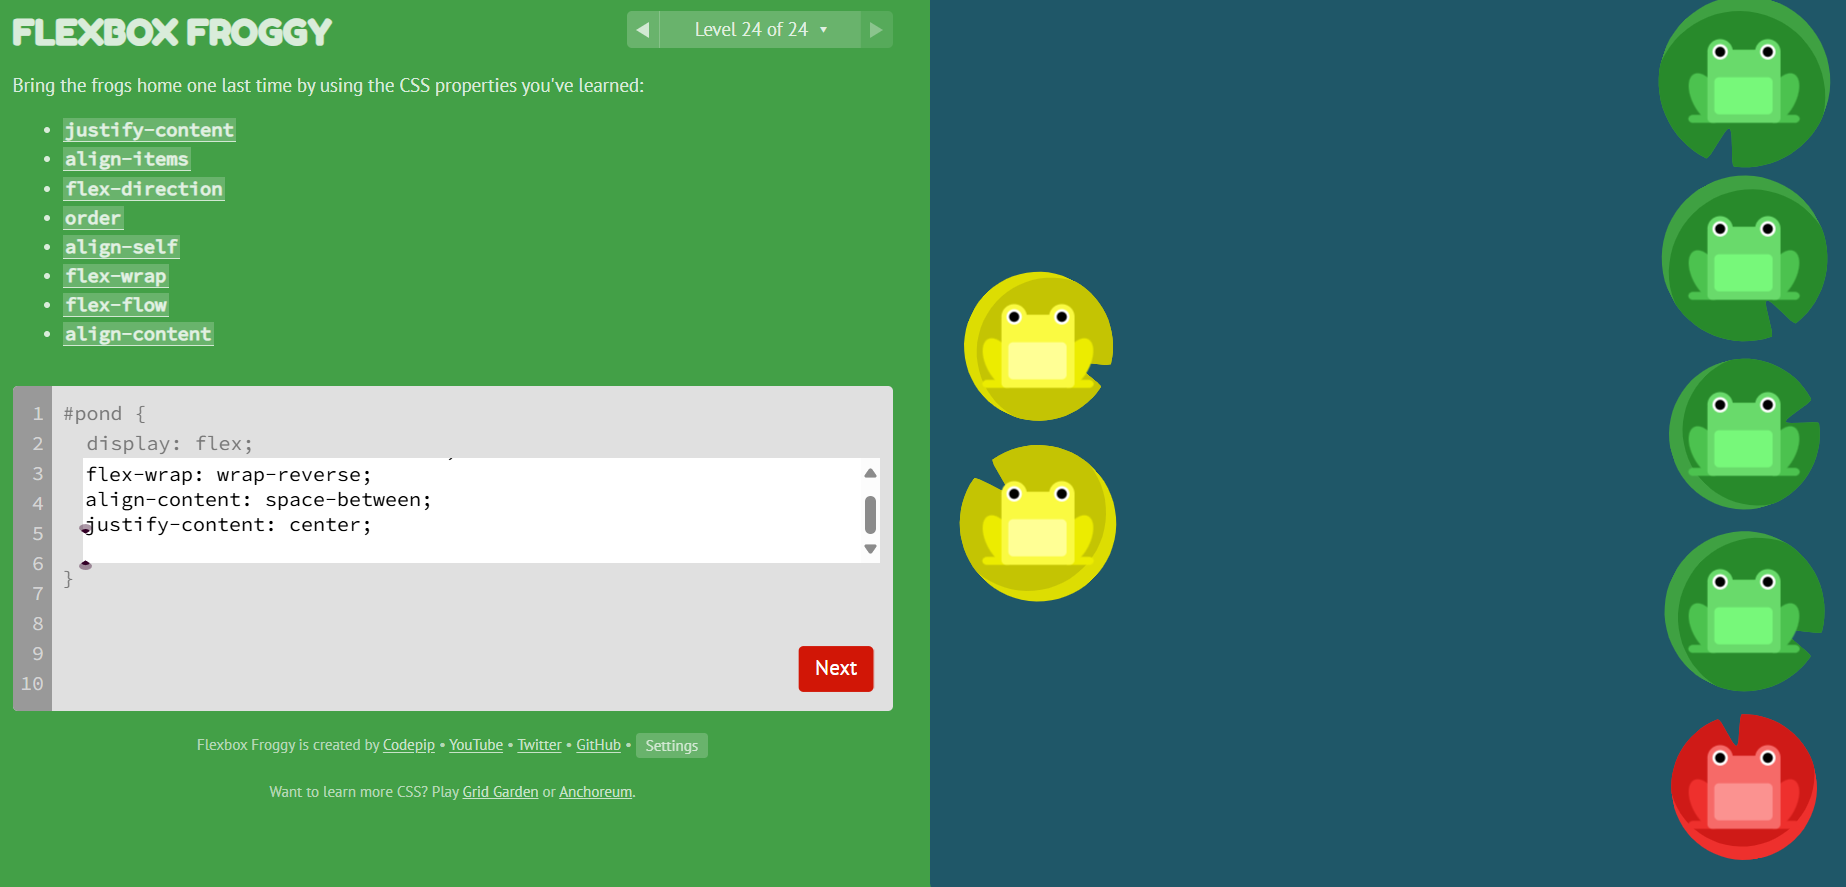 FLEXBOX FROGGY
Level 24 of 24
Bring the frogs home one last time by using the CSS properties you've learned:
• justify-content
• align-items
• flex-direction
• order
• align-self
• flex-wrap
• flex-flow
• align-content
1 #pond {
2 display: flex;
3 flex-wrap: wrap-reverse;
4 align-content: space-between;
5 justify-content: center;
6 }
7
8
9
10
Next
Flexbox Froggy is created by Codepip • YouTube • Twitter • GitHub • Settings
Want to learn more CSS? Play Grid Garden or Anchoreum.